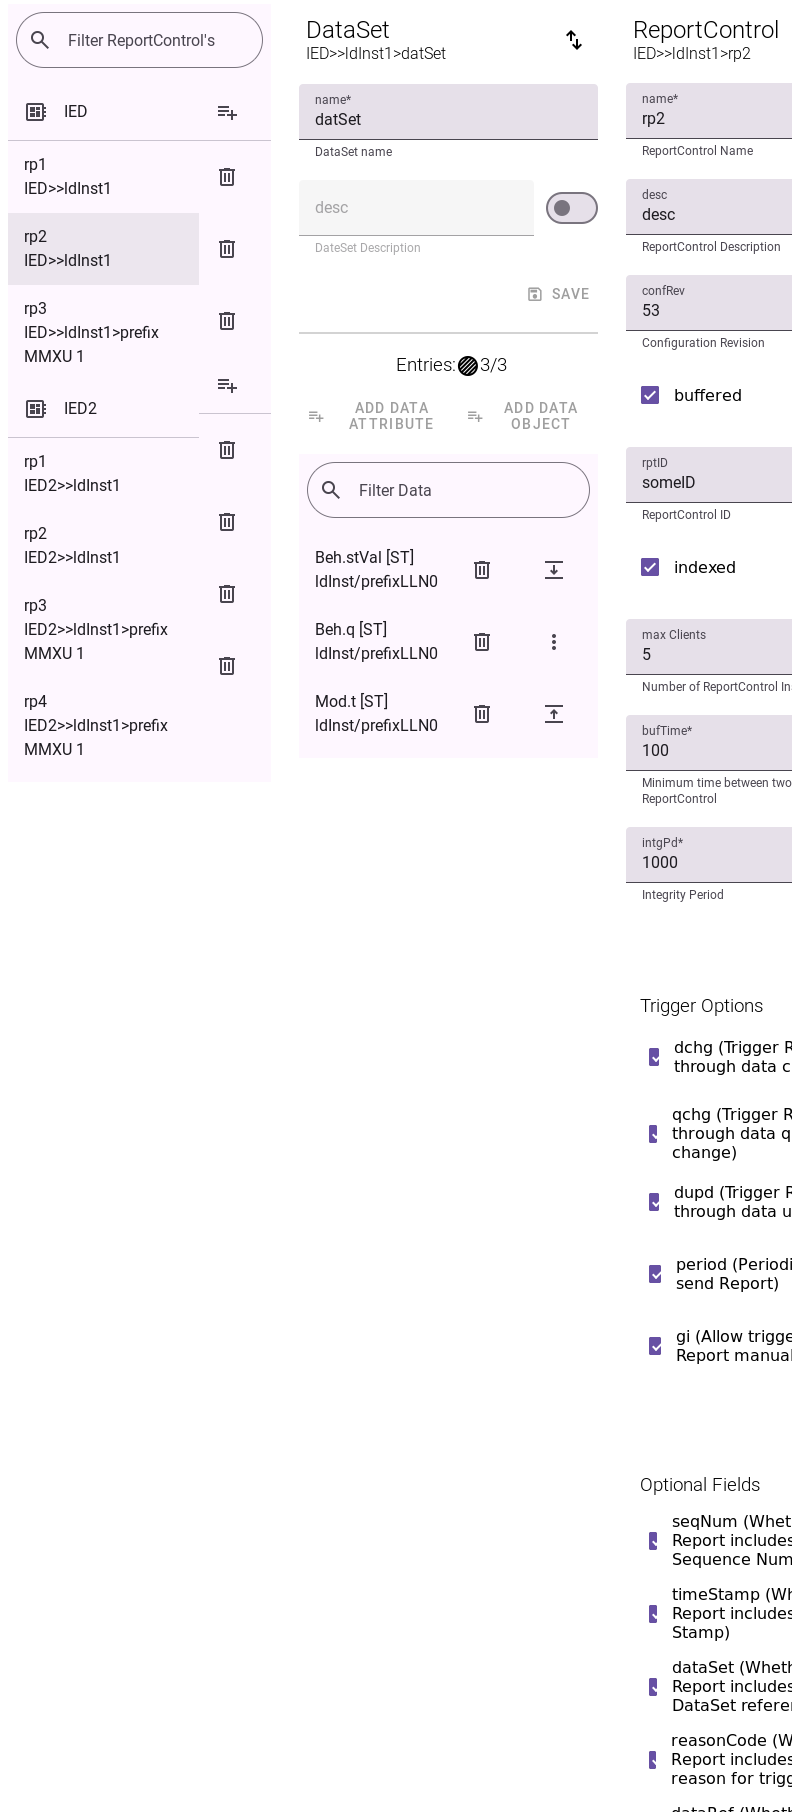 Filter ReportControl's
IED
rp1
IED>>ldInst1
rp2
IED>>ldInst1
rp3
IED>>ldInst1>prefix
MMXU 1
IED2
rp1
IED2>>ldInst1
rp2
IED2>>ldInst1
rp3
IED2>>ldInst1>prefix
MMXU 1
rp4
IED2>>ldInst1>prefix
MMXU 1
DataSet
IED>>ldInst1>datSet
name*
datSet
DataSet name
desc
DateSet Description
SAVE
Entries: 3/3
ADD DATA
ATTRIBUTE
ADD DATA
OBJECT
Filter Data
Beh.stVal [ST]
ldInst/prefixLLN0
Beh.q [ST]
ldInst/prefixLLN0
Mod.t [ST]
ldInst/prefixLLN0
ReportControl
IED>>ldInst1>rp2
name*
rp2
ReportControl Name
desc
desc
ReportControl Description
confRev
53
Configuration Revision
buffered
rptID
someID
ReportControl ID
indexed
max Clients
5
Number of ReportControl In
bufTime*
100
Minimum time between two
ReportControl
intgPd*
1000
Integrity Period
Trigger Options
dchg (Trigger R
through data c
qchg (Trigger R
through data q
change)
dupd (Trigger R
through data u
period (Periodi
send Report)
gi (Allow trigge
Report manual
Optional Fields
seqNum (Whet
Report includes
Sequence Num
timeStamp (Wh
Report includes
Stamp)
dataSet (Wheth
Report includes
DataSet refere
reasonCode (W
Report includes
reason for trigg